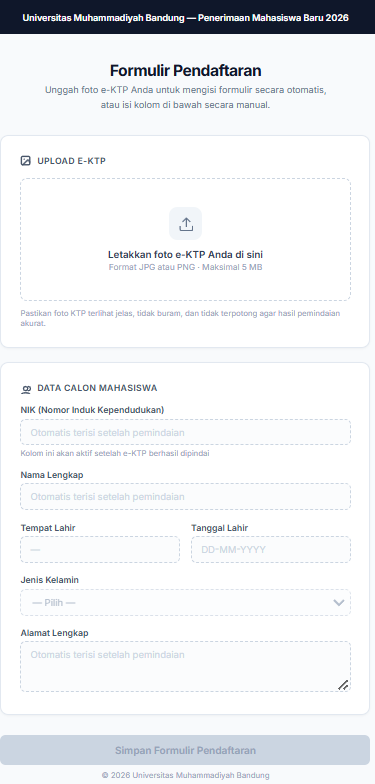 Universitas Muhammadiyah Bandung — Penerimaan Mahasiswa Baru 2026
Formulir Pendaftaran
Unggah foto e-KTP Anda untuk mengisi formulir secara otomatis,
atau isi kolom di bawah secara manual.
UPLOAD E-KTP
Letakkan foto e-KTP Anda di sini
Format JPG atau PNG · Maksimal 5 MB
Pastikan foto KTP terlihat jelas, tidak buram, dan tidak terpotong agar hasil pemindaian
akurat.
DATA CALON MAHASISWA
NIK (Nomor Induk Kependudukan)
Otomatis terisi setelah pemindaian
Kolom ini akan aktif setelah e-KTP berhasil dipindai
Nama Lengkap
Otomatis terisi setelah pemindaian
Tempat Lahir
—
Tanggal Lahir
DD-MM-YYYY
Jenis Kelamin
— Pilih —
Alamat Lengkap
Otomatis terisi setelah pemindaian
Simpan Formulir Pendaftaran
© 2026 Universitas Muhammadiyah Bandung